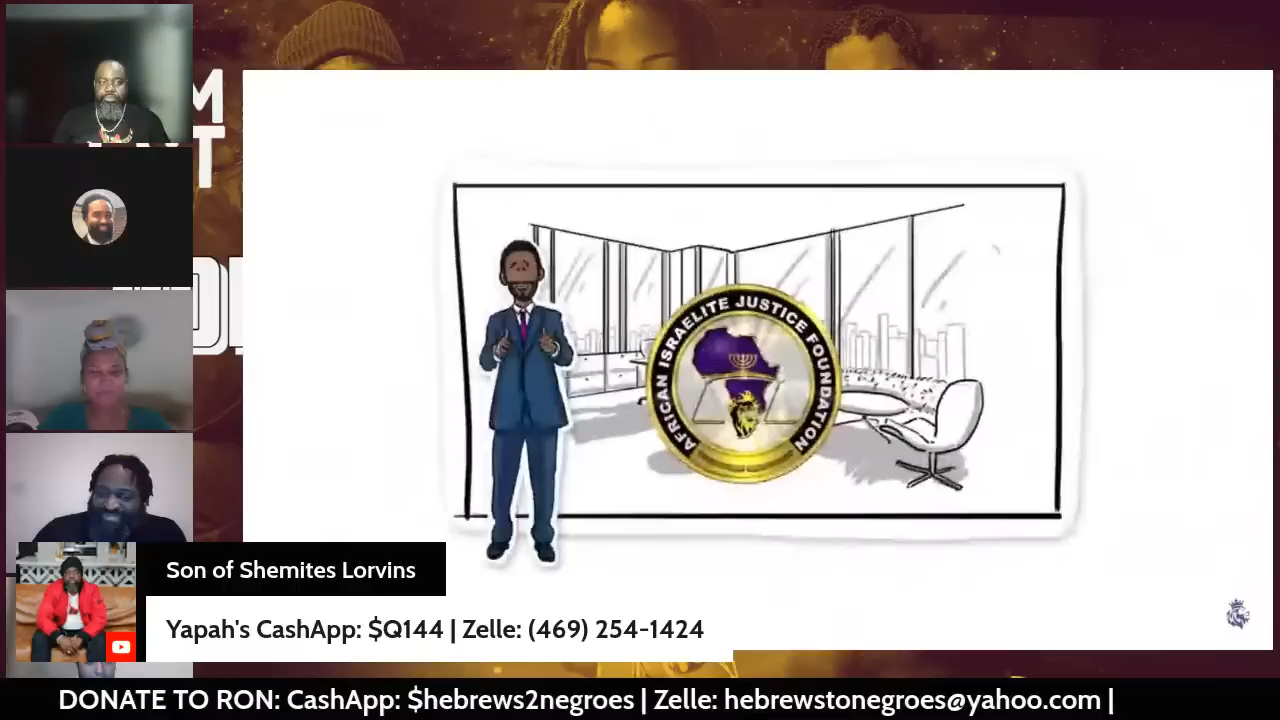 AFRICAN ISRAELITE JUSTICE FOUNDATION
Son of Shemites Lorvins
Yapah's CashApp: $Q144 | Zelle: (469) 254-1424
DONATE TO RON: CashApp: $hebrews2negroes | Zelle: hebrewstonegroes@yahoo.com |